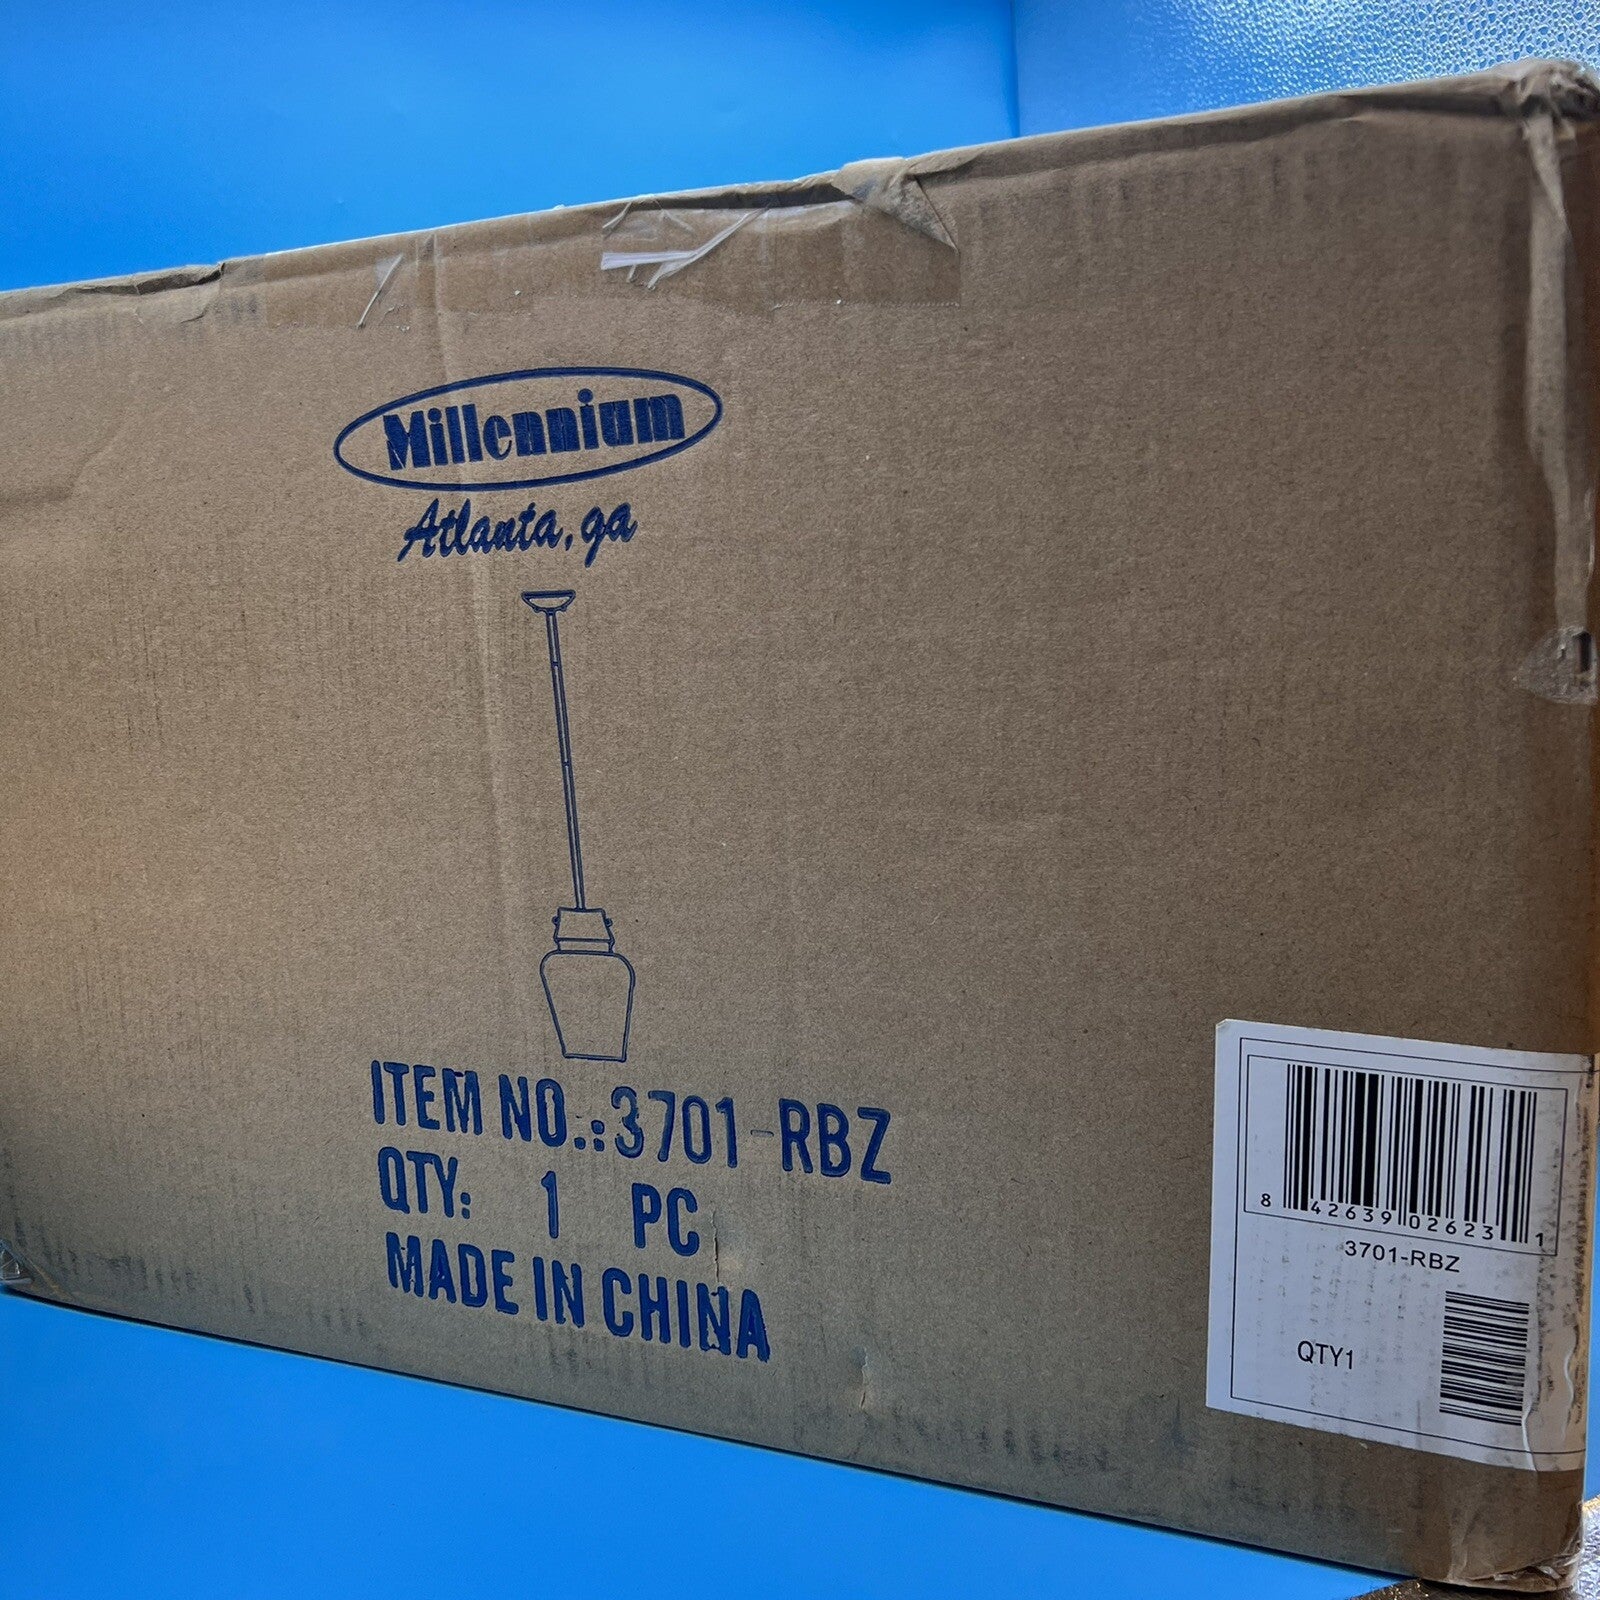 Millennium
Atlanta, ga
ITEM NO.:3701-RBZ
QTY: 1 PC
MADE IN CHINA
8 42639 02623 1
3701-RBZ
QTY1